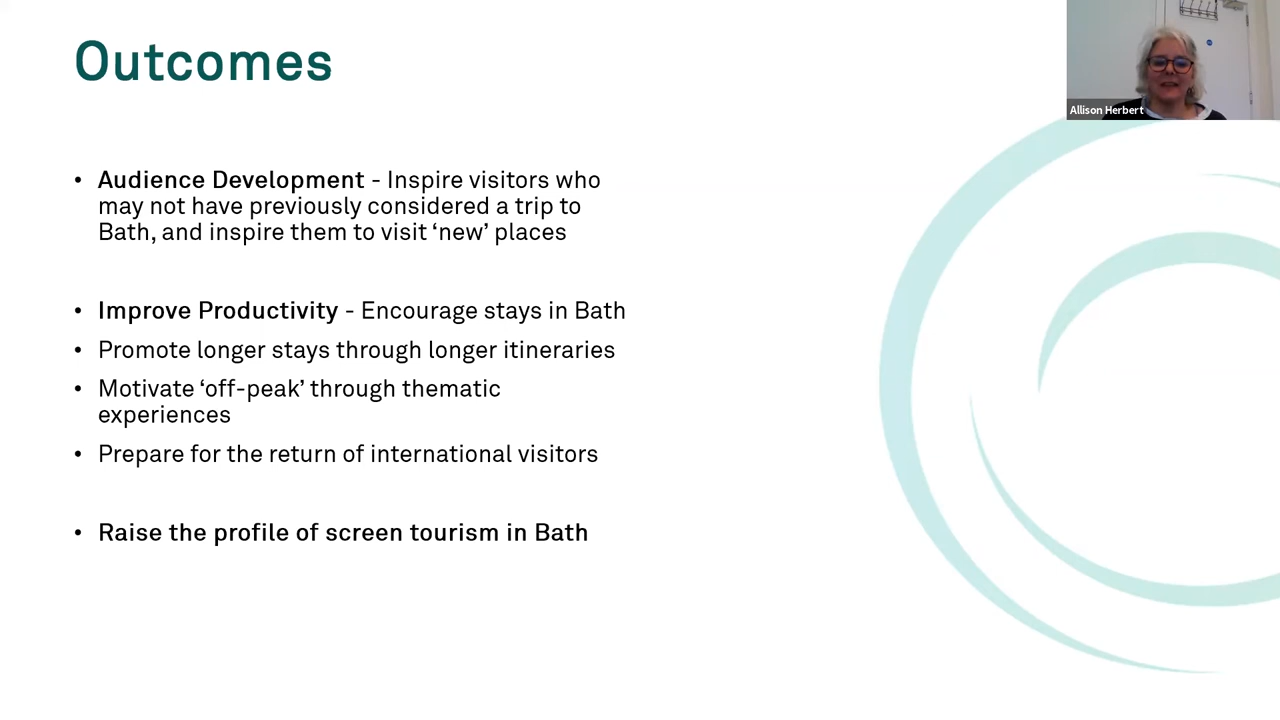 Outcomes
Allison Herbert
• Audience Development - Inspire visitors who
may not have previously considered a trip to
Bath, and inspire them to visit ‘new’ places
• Improve Productivity - Encourage stays in Bath
• Promote longer stays through longer itineraries
• Motivate ‘off-peak’ through thematic
experiences
• Prepare for the return of international visitors
• Raise the profile of screen tourism in Bath